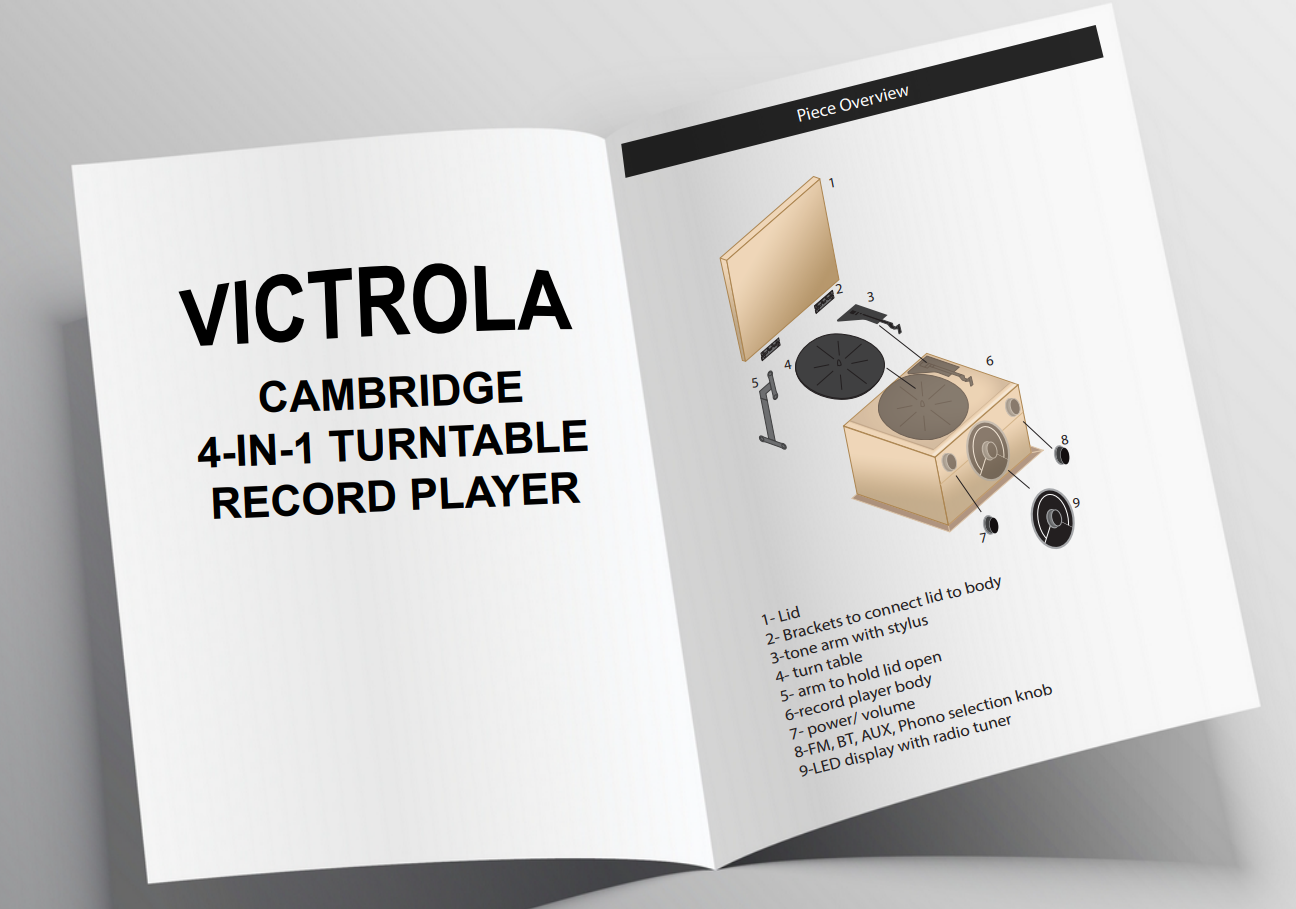 VICTROLA
CAMBRIDGE
4-IN-1 TURNTABLE
RECORD PLAYER
Piece Overview
1
2
3
4
5
6
7
8
9
1- Lid
2- Brackets to connect lid to body
3-tone arm with stylus
4- turn table
5- arm to hold lid open
6-record player body
7- power/ volume
8-FM, BT, AUX, Phono selection knob
9-LED display with radio tuner